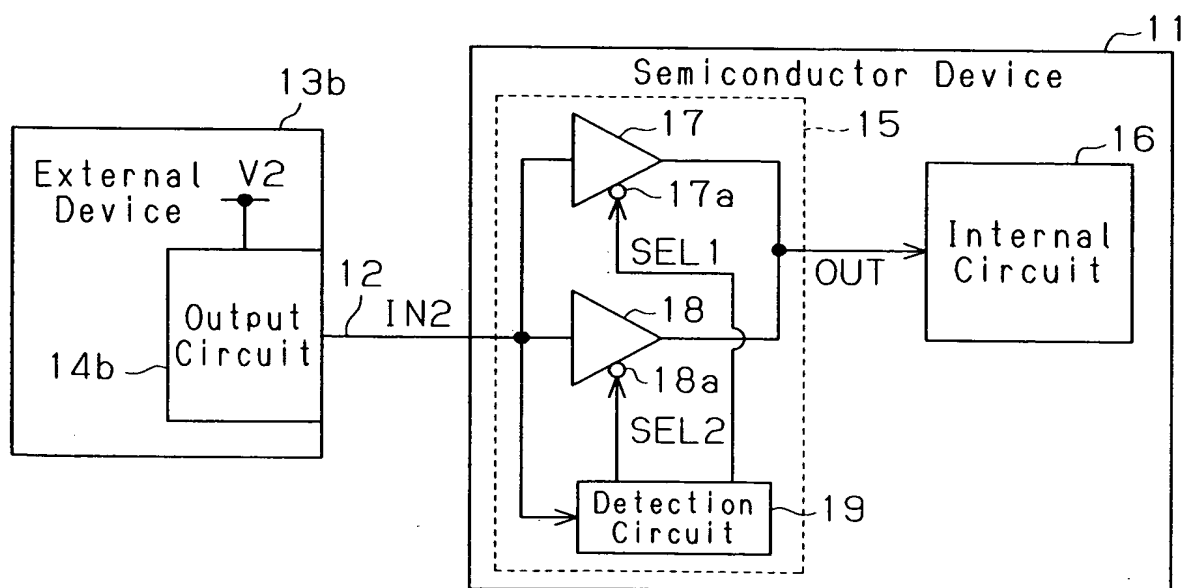 11
Semiconductor Device
13b
External Device
V2
Output Circuit
14b
12
IN2
15
17
17a
SEL1
18
18a
SEL2
Detection Circuit
19
OUT
16
Internal Circuit